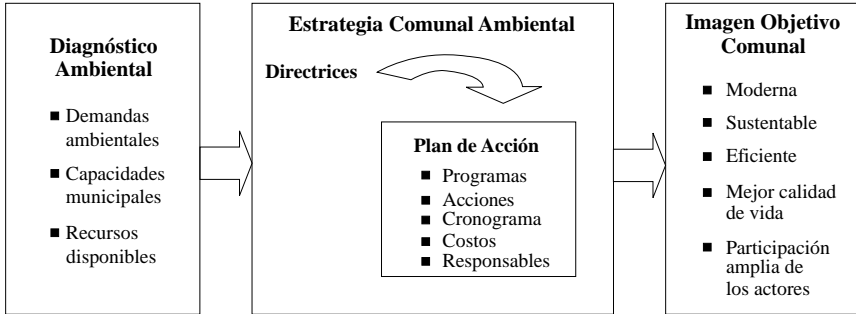 Diagnóstico
Ambiental
■ Demandas
ambientales
■ Capacidades
municipales
■ Recursos
disponibles
Estrategia Comunal Ambiental
Directrices
Plan de Acción
■ Programas
■ Acciones
■ Cronograma
■ Costos
■ Responsables
Imagen Objetivo
Comunal
■ Moderna
■ Sustentable
■ Eficiente
■ Mejor calidad
de vida
■ Participación
amplia de
los actores